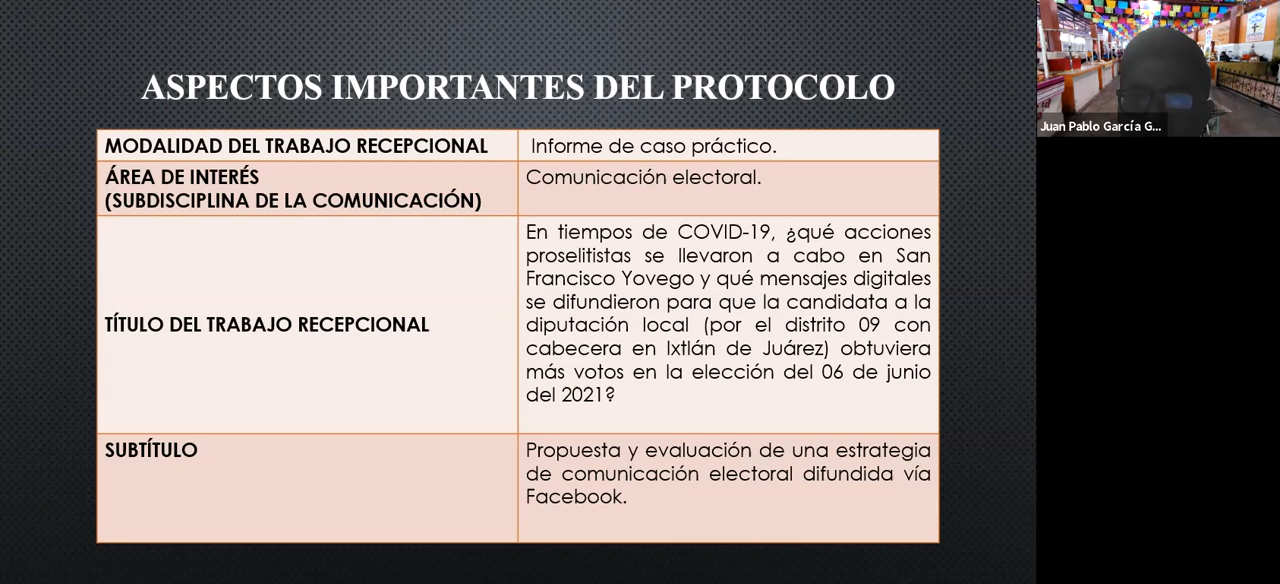 ASPECTOS IMPORTANTES DEL PROTOCOLO
MODALIDAD DEL TRABAJO RECEPCIONAL
Informe de caso práctico.
ÁREA DE INTERÉS
(SUBDISCIPLINA DE LA COMUNICACIÓN)
Comunicación electoral.
TÍTULO DEL TRABAJO RECEPCIONAL
En tiempos de COVID-19, ¿qué acciones
proselitistas se llevaron a cabo en San
Francisco Yovego y qué mensajes digitales
se difundieron para que la candidata a la
diputación local (por el distrito 09 con
cabecera en Ixtlán de Juárez) obtuviera
más votos en la elección del 06 de junio
del 2021?
SUBTÍTULO
Propuesta y evaluación de una estrategia
de comunicación electoral difundida vía
Facebook.
Juan Pablo García G...